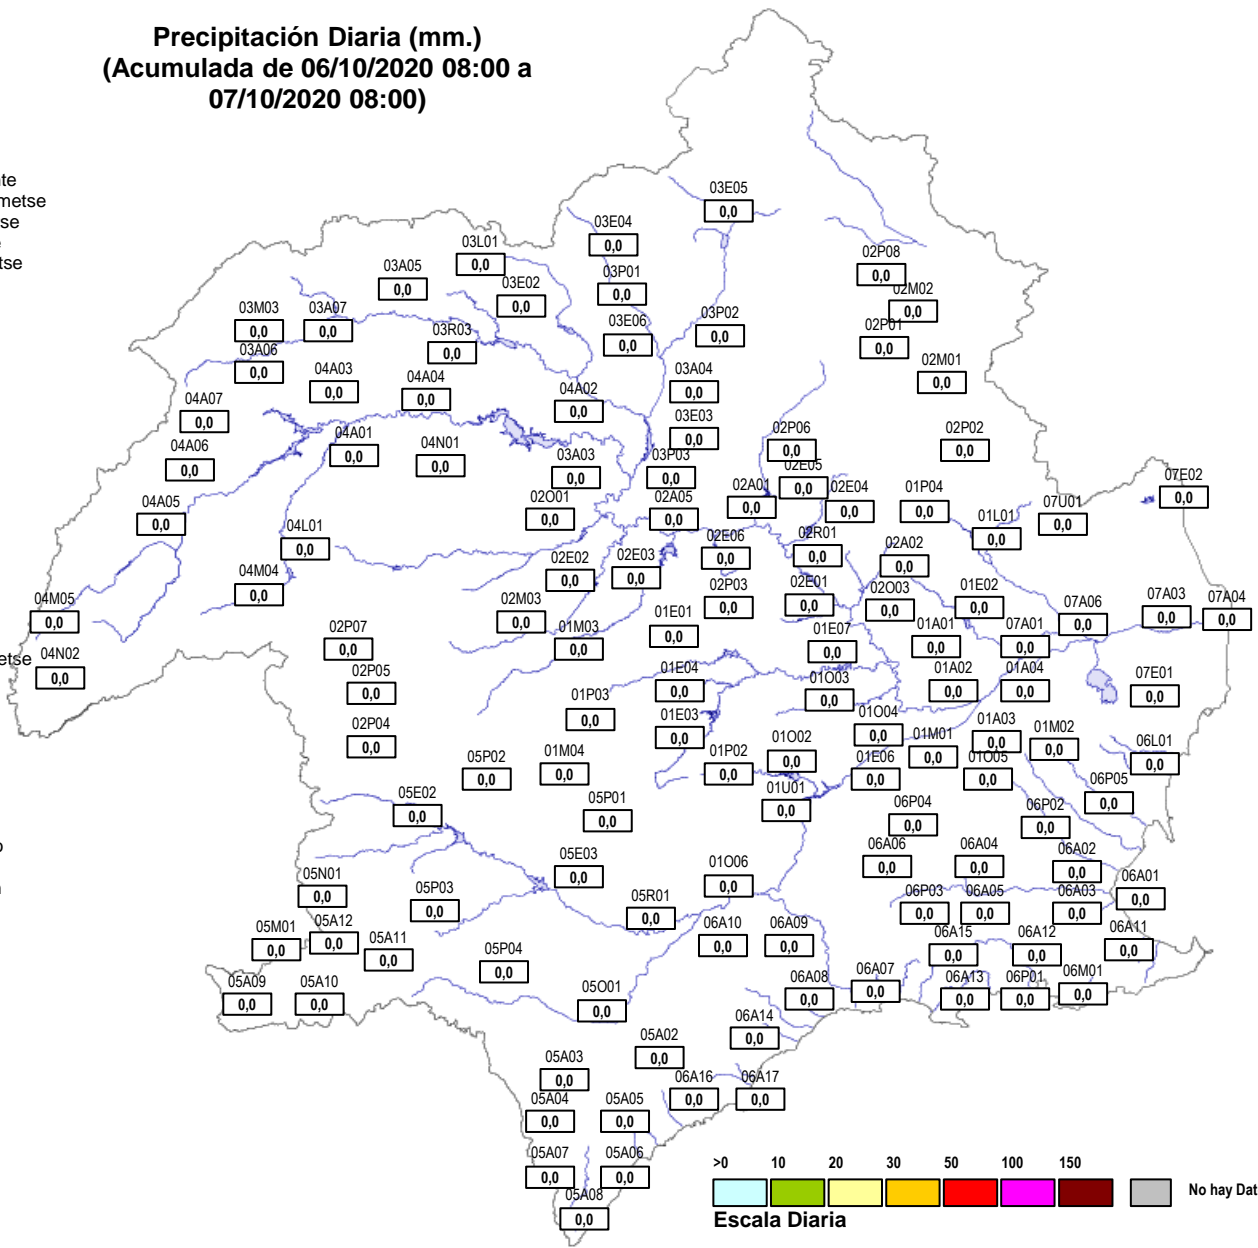 Precipitación Diaria (mm.)
(Acumulada de 06/10/2020 08:00 a
07/10/2020 08:00)
te
metse
se
tse
03E05
0,0
03E04
0,0
03L01
0,0
02P08
0,0
03A05
0,0
03P01
0,0
03E02
0,0
02M02
0,0
03M03
0,0
03A07
0,0
03P02
0,0
03E06
0,0
03R03
0,0
02P01
0,0
03A06
0,0
02M01
0,0
04A03
0,0
04A04
0,0
03A04
0,0
04A02
0,0
04A07
0,0
03E03
0,0
04A01
0,0
02P06
0,0
02P02
0,0
04A06
0,0
04N01
0,0
03A03
0,0
03P03
0,0
02E05
0,0
07E02
0,0
02A01
0,0
02E04
0,0
01P04
0,0
04A05
0,0
02O01
0,0
02A05
0,0
07U01
0,0
01L01
0,0
04L01
0,0
02E06
0,0
02R01
0,0
02A02
0,0
02E02
0,0
02E03
0,0
04M04
0,0
02P03
0,0
02E01
0,0
02O03
0,0
01E02
0,0
07A03
0,0
07A04
0,0
04M05
0,0
02M03
0,0
01E01
0,0
07A06
0,0
01M03
0,0
02P07
0,0
01E07
0,0
01A01
0,0
07A01
0,0
etse
04N02
0,0
02P05
0,0
01E04
0,0
01O03
0,0
01A02
0,0
01A04
0,0
07E01
0,0
01P03
0,0
01E03
0,0
01O04
0,0
01A03
0,0
01M02
0,0
02P04
0,0
01O02
0,0
01M01
0,0
06L01
0,0
05P02
0,0
01M04
0,0
01P02
0,0
01E06
0,0
01O05
0,0
06P05
0,0
05E02
0,0
01U01
0,0
05P01
0,0
06P04
0,0
06P02
0,0
o
05E03
0,0
06A06
0,0
06A04
0,0
06A02
0,0
05N01
0,0
01O06
0,0
06A01
0,0
05P03
0,0
05R01
0,0
06P03
0,0
06A05
0,0
06A03
0,0
05M01
0,0
05A12
0,0
06A10
0,0
06A09
0,0
06A15
0,0
06A12
0,0
06A11
0,0
05A11
0,0
05P04
0,0
05A09
0,0
05A10
0,0
05O01
0,0
06A08
0,0
06A07
0,0
06A13
0,0
06P01
0,0
06M01
0,0
06A14
0,0
05A02
0,0
05A03
0,0
06A16
0,0
06A17
0,0
05A04
0,0
05A05
0,0
05A07
0,0
05A06
0,0
05A08
0,0
>0 10 20 30 50 100 150
No hay Dat
Escala Diaria